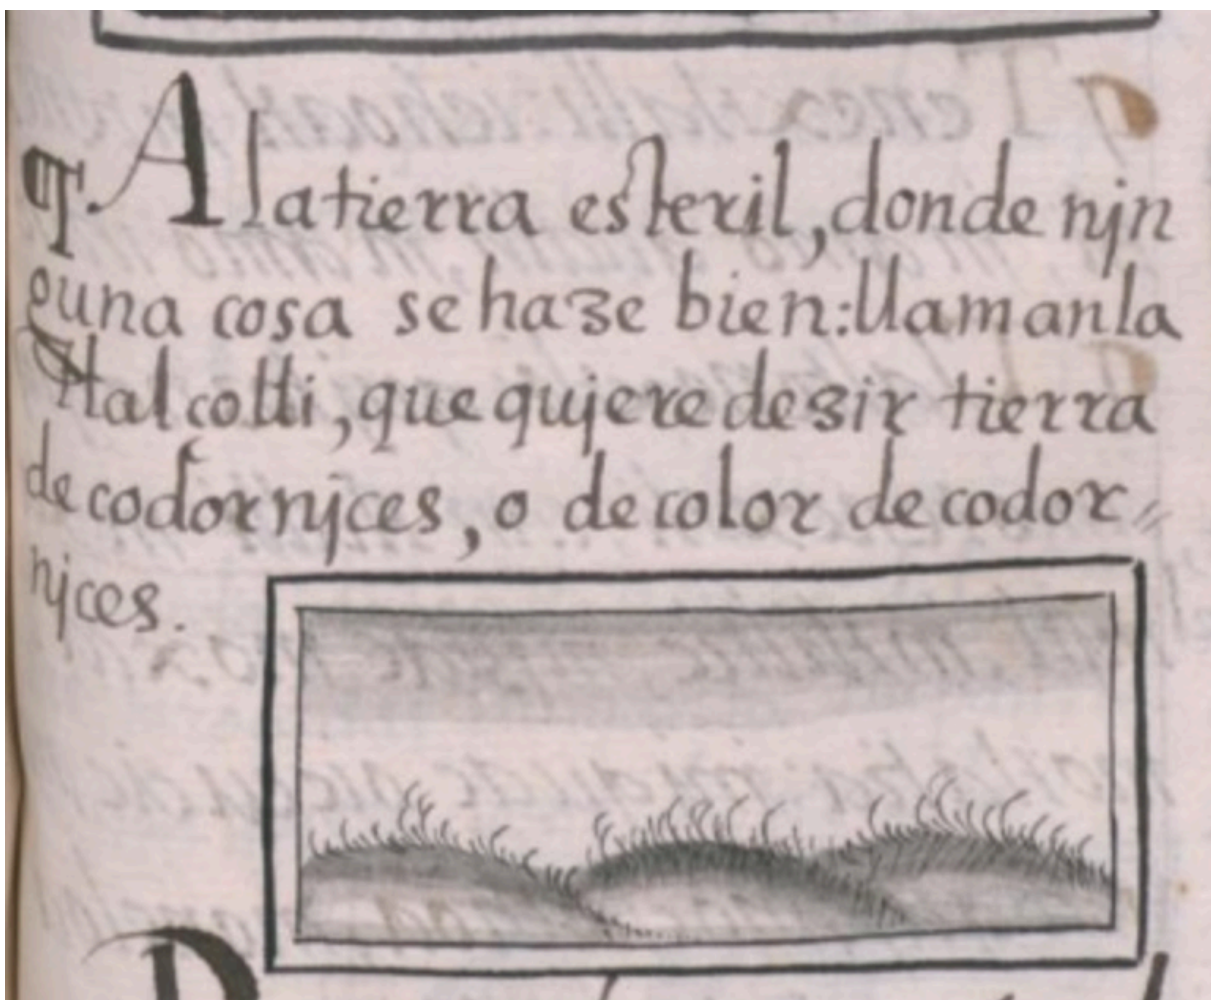 ¶. A la tierra esteril, donde njn
guna cosa se haze bien: llamanla
Tlalçolli, que qujere dezir tierra
de codornjces, o de color de codor„
njces.